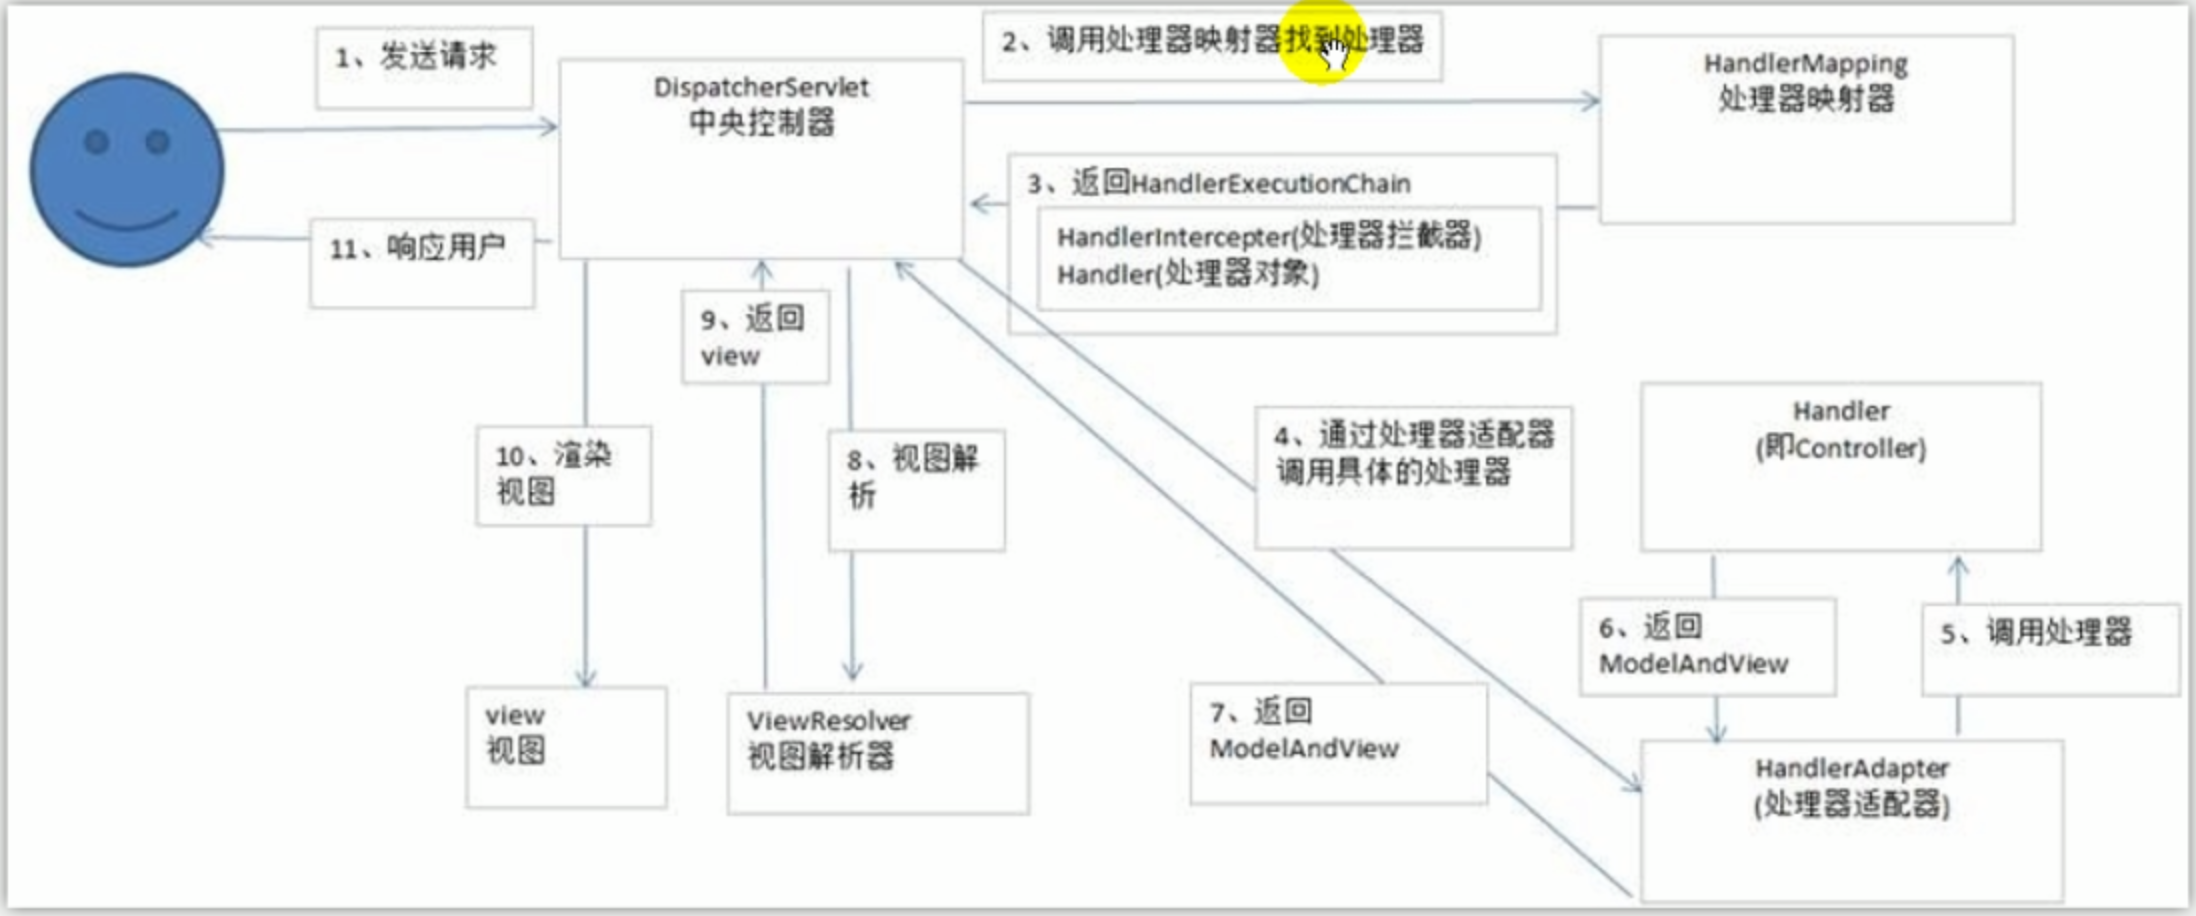 1、发送请求
DispatcherServlet
中央控制器
2、调用处理器映射器找到处理器
HandlerMapping
处理器映射器
3、返回HandlerExecutionChain
HandlerIntercepter(处理器拦截器)
Handler(处理器对象)
11、响应用户
9、返回
view
10、渲染
视图
8、视图解
析
4、通过处理器适配器
调用具体的处理器
Handler
(即Controller)
6、返回
ModelAndView
5、调用处理器
view
视图
ViewResolver
视图解析器
7、返回
ModelAndView
HandlerAdapter
(处理器适配器)